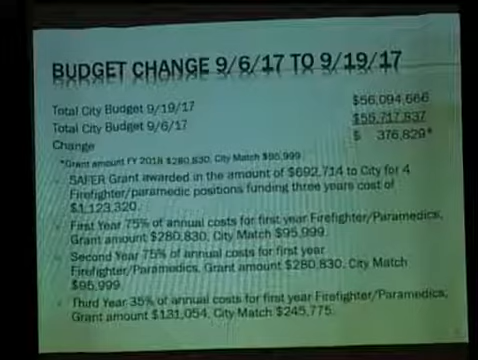 BUDGET CHANGE 9/6/17 TO 9/19/17
Total City Budget 9/19/17 $56,094,666
Total City Budget 9/6/17 $55,717,837
Change $ 376,829*
*Grant amount FY 2018 $280,830, City Match $95,999
SAFER Grant awarded in the amount of $692,714 to City for 4
Firefighter/paramedic positions funding three years cost of
$1,123,320.
First Year 75% of annual costs for first year Firefighter/Paramedics,
Grant amount $280,830, City Match $95,999.
Second Year 75% of annual costs for first year
Firefighter/Paramedics, Grant amount $280,830, City Match
$95,999
Third Year 35% of annual costs for first year Firefighter/Paramedics,
Grant amount $131,054, City Match $245,775.